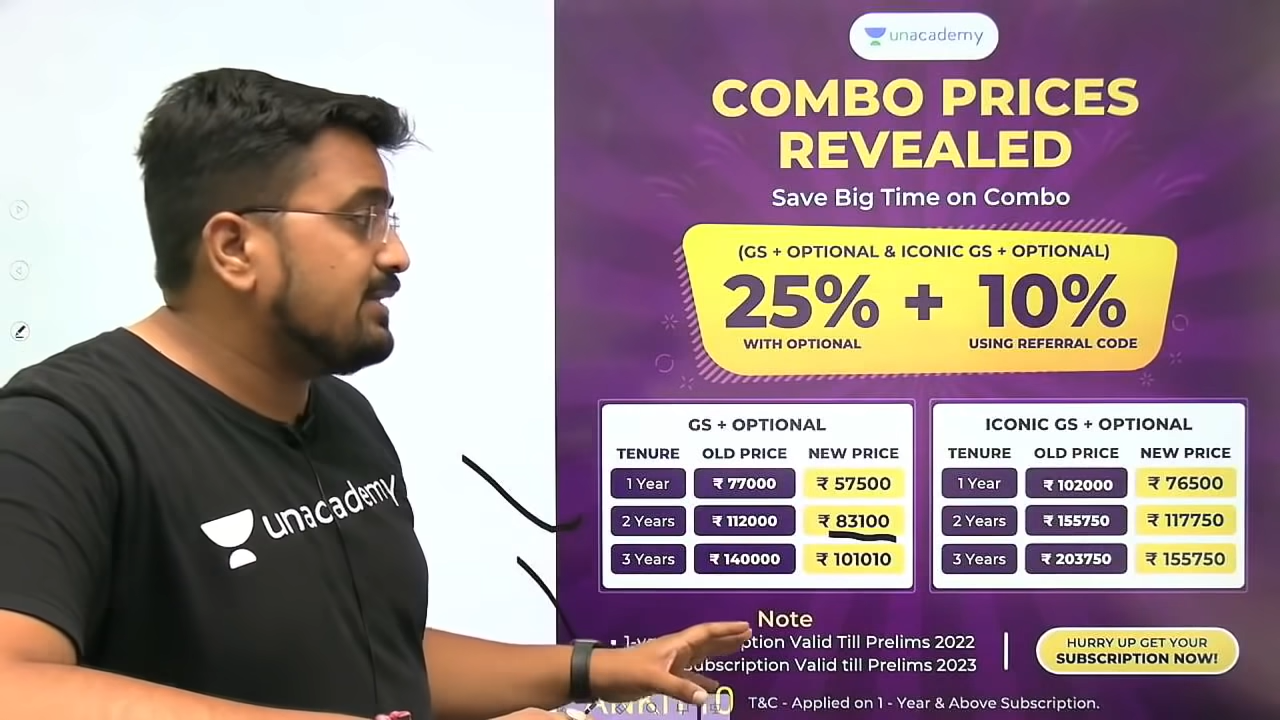 unacademy
COMBO PRICES
REVEALED
Save Big Time on Combo
(GS + OPTIONAL & ICONIC GS + OPTIONAL)
25% + 10%
WITH OPTIONAL USING REFERRAL CODE
GS + OPTIONAL
TENURE OLD PRICE NEW PRICE
1 Year ₹ 77000 ₹ 57500
2 Years ₹ 112000 ₹ 83100
3 Years ₹ 140000 ₹ 101010
ICONIC GS + OPTIONAL
TENURE OLD PRICE NEW PRICE
1 Year ₹ 102000 ₹ 76500
2 Years ₹ 155750 ₹ 117750
3 Years ₹ 203750 ₹ 155750
unacademy
Note
Valid Till Prelims 2022
Subscription Valid till Prelims 2023
HURRY UP GET YOUR
SUBSCRIPTION NOW!
T&C - Applied on 1 - Year & Above Subscription.